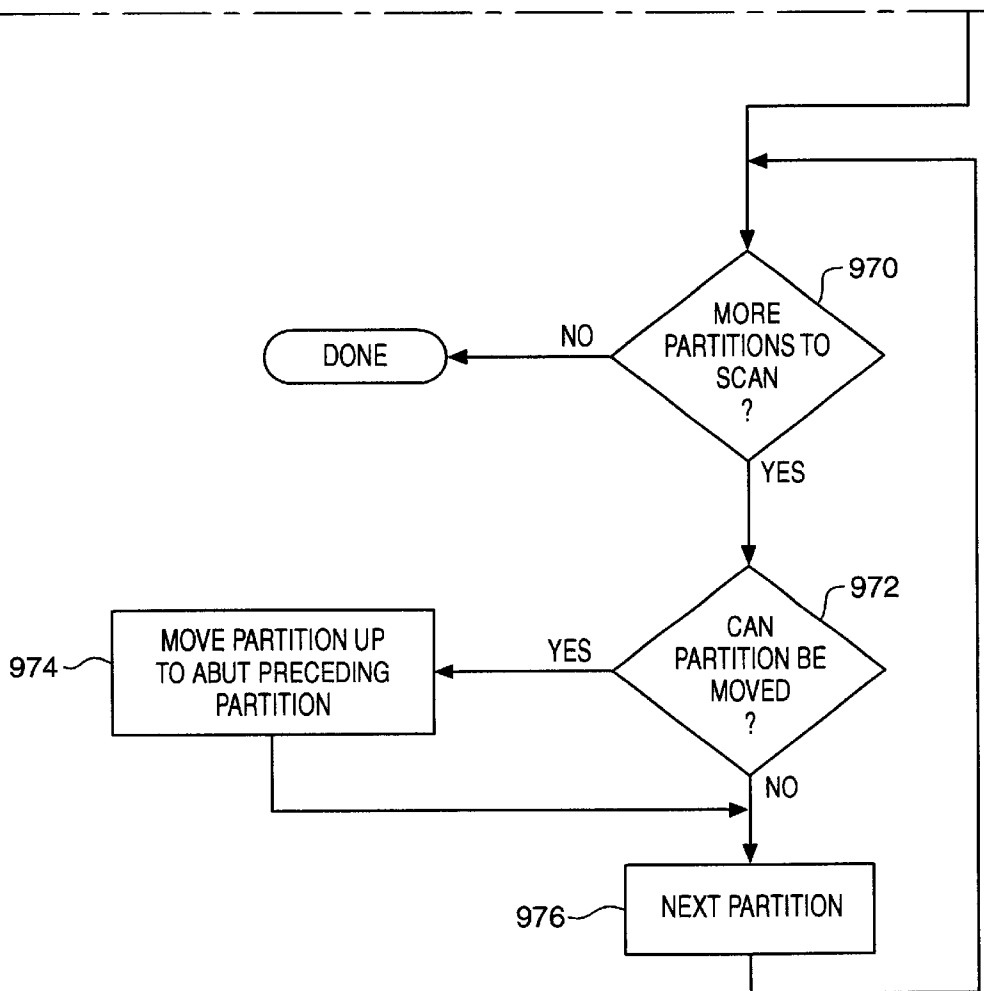 970
MORE
PARTITIONS TO
SCAN
?
NO
DONE
YES
972
CAN
PARTITION BE
MOVED
?
YES
974
MOVE PARTITION UP
TO ABUT PRECEDING
PARTITION
NO
976
NEXT PARTITION